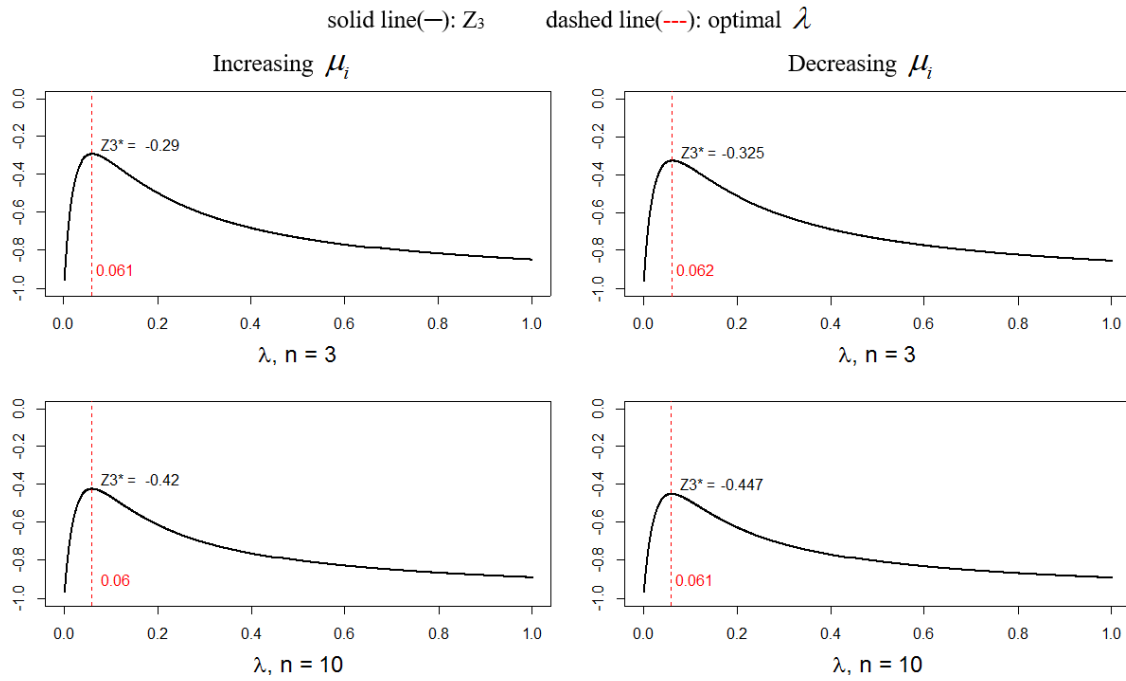 solid line(—): Z3 dashed line(---): optimal λ
Increasing μi
Decreasing μi
0.0
-0.2
-0.4
-0.6
-0.8
-1.0
Z3* = -0.29
0.061
0.0 0.2 0.4 0.6 0.8 1.0
λ, n = 3
0.0
-0.2
-0.4
-0.6
-0.8
-1.0
Z3* = -0.325
0.062
0.0 0.2 0.4 0.6 0.8 1.0
λ, n = 3
0.0
-0.2
-0.4
-0.6
-0.8
-1.0
Z3* = -0.42
0.06
0.0 0.2 0.4 0.6 0.8 1.0
λ, n = 10
0.0
-0.2
-0.4
-0.6
-0.8
-1.0
Z3* = -0.447
0.061
0.0 0.2 0.4 0.6 0.8 1.0
λ, n = 10